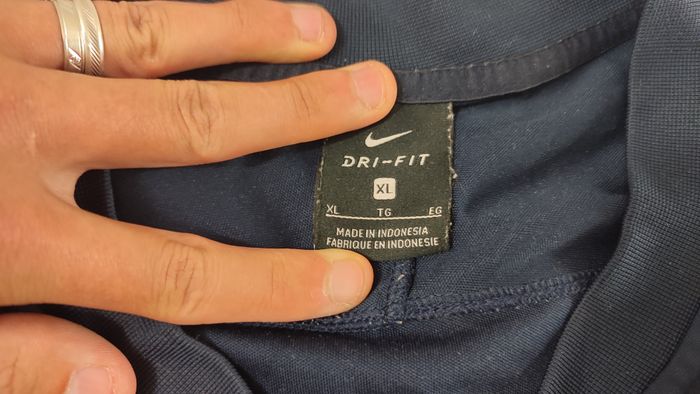 DRI-FIT
XL
XL TG EG
MADE IN INDONESIA
FABRIQUE EN INDONESIE